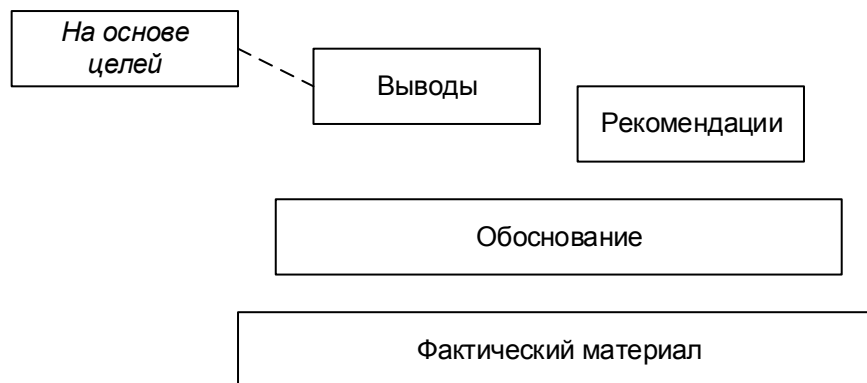 На основе
целей
Выводы
Рекомендации
Обоснование
Фактический материал